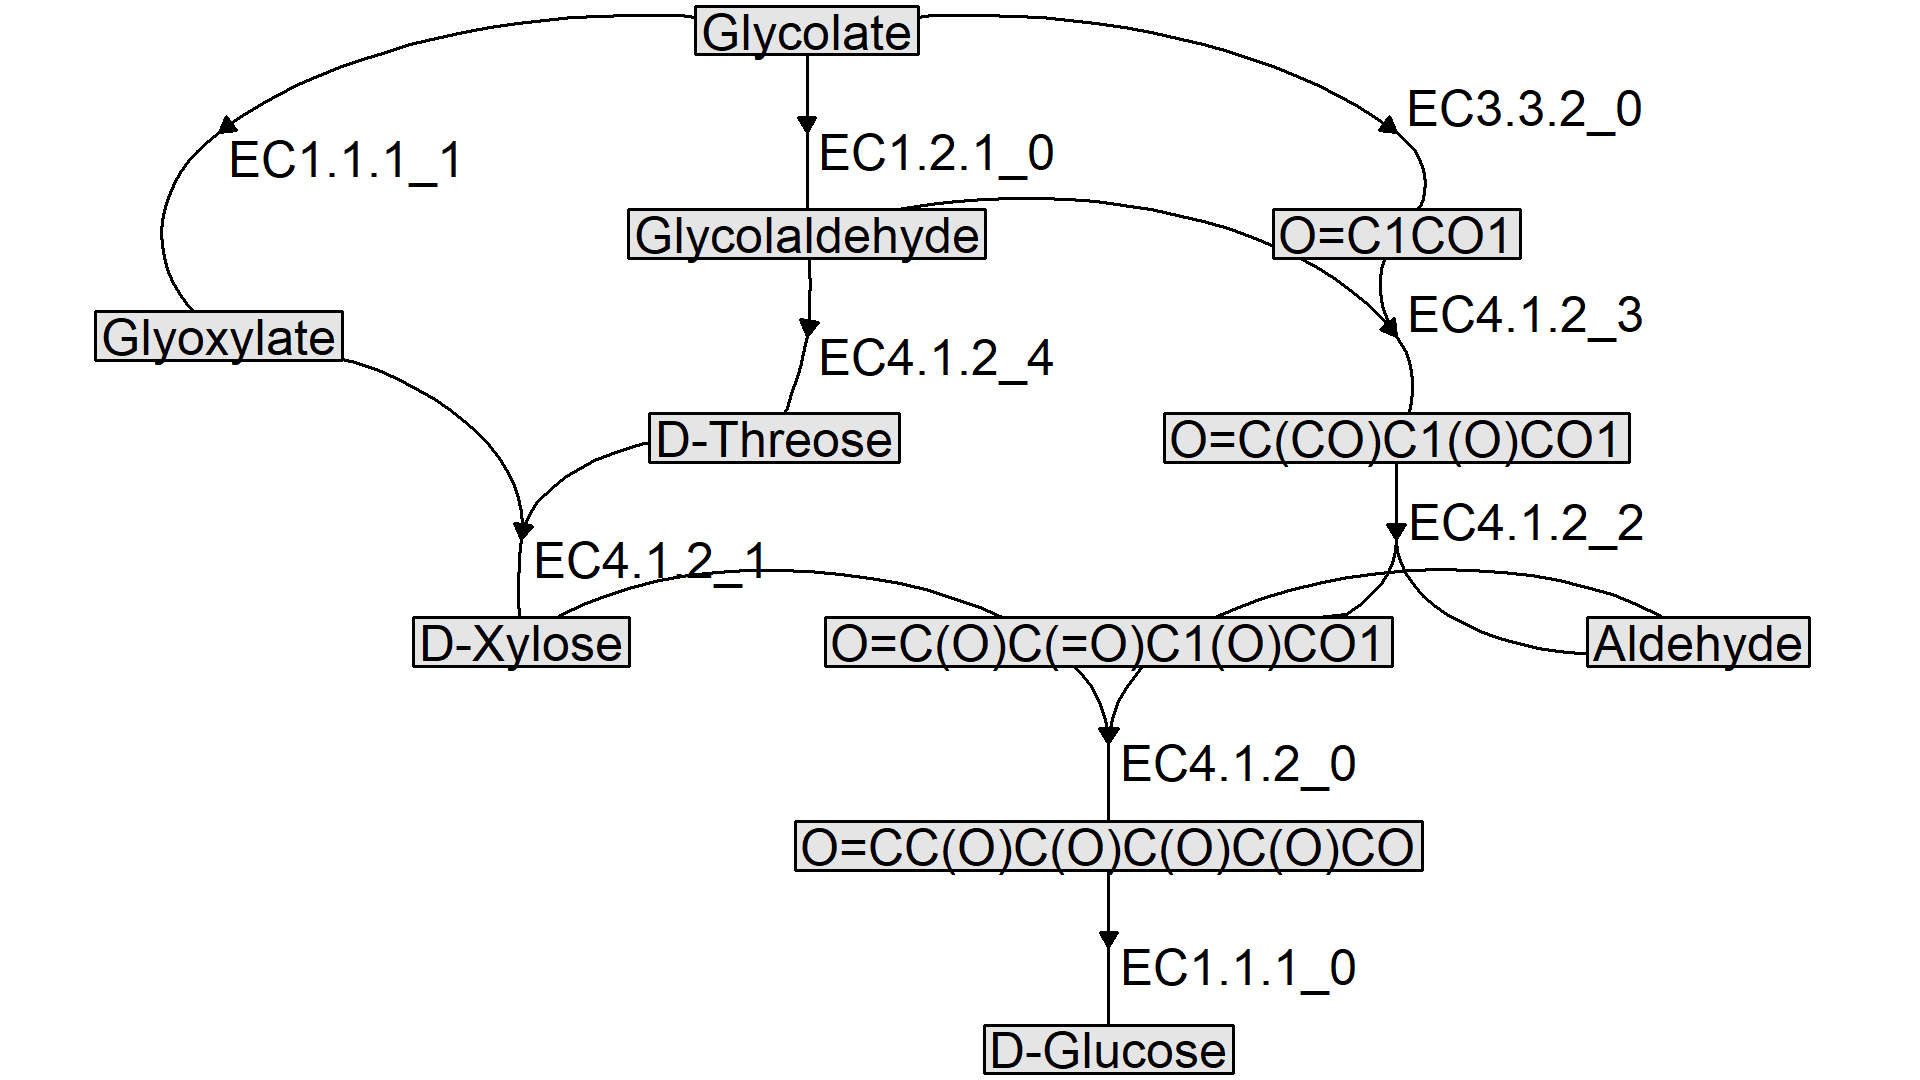 Glycolate
EC3.3.2_0
EC1.1.1_1
EC1.2.1_0
Glycolaldehyde
O=C1CO1
EC4.1.2_3
Glyoxylate
EC4.1.2_4
D-Threose
O=C(CO)C1(O)CO1
EC4.1.2_2
EC4.1.2_1
D-Xylose
O=C(O)C(=O)C1(O)CO1
Aldehyde
EC4.1.2_0
O=CC(O)C(O)C(O)C(O)CO
EC1.1.1_0
D-Glucose